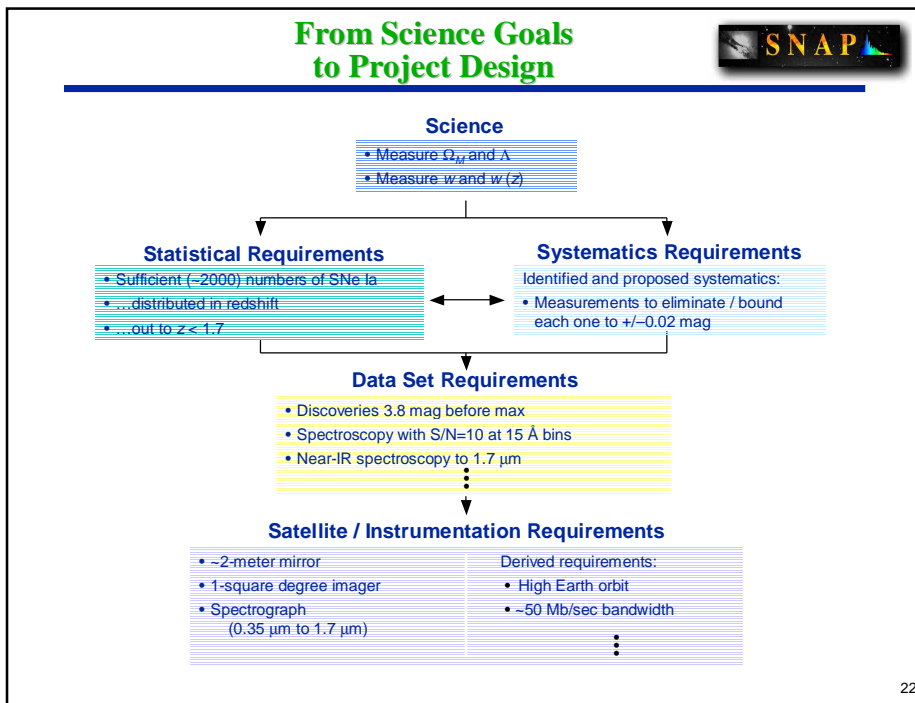 From Science Goals
to Project Design
SNAP
Science
• Measure Ω_M and Λ
• Measure w and w (z)
Statistical Requirements
• Sufficient (~2000) numbers of SNe Ia
• …distributed in redshift
• …out to z < 1.7
Systematics Requirements
Identified and proposed systematics:
• Measurements to eliminate / bound
each one to +/–0.02 mag
Data Set Requirements
• Discoveries 3.8 mag before max
• Spectroscopy with S/N=10 at 15 Å bins
• Near-IR spectroscopy to 1.7 μm
Satellite / Instrumentation Requirements
• ~2-meter mirror
• 1-square degree imager
• Spectrograph
(0.35 μm to 1.7 μm)
Derived requirements:
• High Earth orbit
• ~50 Mb/sec bandwidth
22